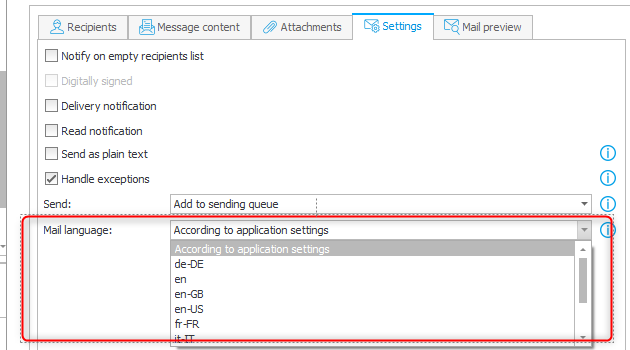 Recipients Message content Attachments Settings Mail preview
Notify on empty recipients list
Digitally signed
Delivery notification
Read notification
Send as plain text
Handle exceptions
Send: Add to sending queue
Mail language: According to application settings
According to application settings
de-DE
en
en-GB
en-US
fr-FR
it-IT